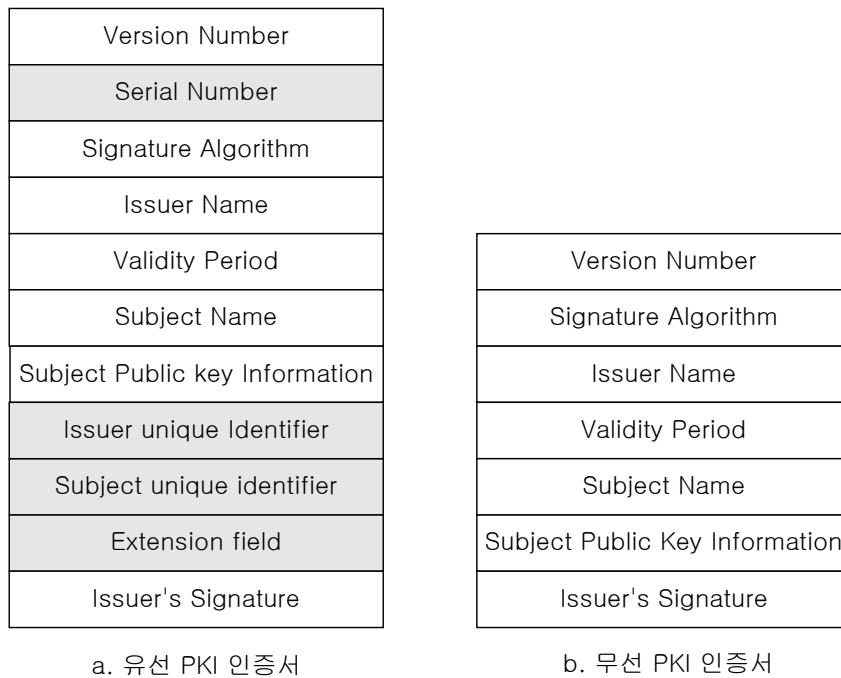 Version Number
Serial Number
Signature Algorithm
Issuer Name
Validity Period
Subject Name
Subject Public key Information
Issuer unique Identifier
Subject unique identifier
Extension field
Issuer's Signature
a. 유선 PKI 인증서
Version Number
Signature Algorithm
Issuer Name
Validity Period
Subject Name
Subject Public Key Information
Issuer's Signature
b. 무선 PKI 인증서